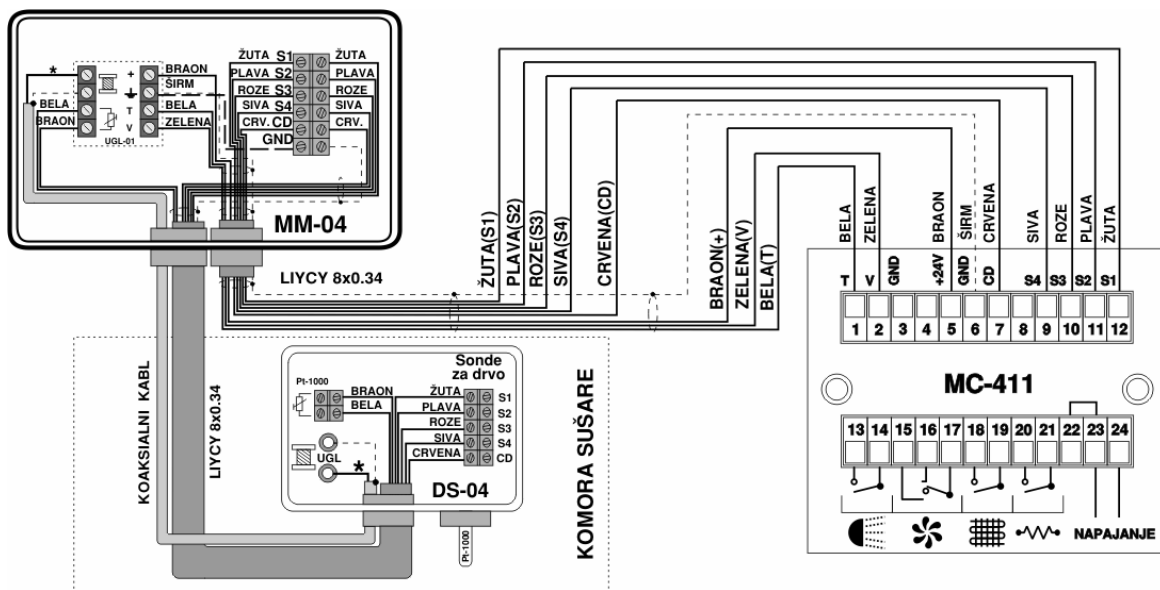 *
BELA
BRAON
+
T
V
UGL-01
BRAON
ŠIRM
BELA
ZELENA
ŽUTA S1
PLAVA S2
ROZE S3
SIVA S4
CRV. CD
GND
ŽUTA
PLAVA
ROZE
SIVA
CRV.
MM-04
LIYCY 8x0.34
ŽUTA(S1)
PLAVA(S2)
ROZE(S3)
SIVA(S4)
CRVENA(CD)
BRAON(+)
ZELENA(V)
BELA(T)
BELA
ZELENA
BRAON
ŠIRM
CRVENA
SIVA
ROZE
PLAVA
ŽUTA
T
V
GND
+24V
GND
CD
S4
S3
S2
S1
1 2 3 4 5 6 7 8 9 10 11 12
MC-411
13 14 15 16 17 18 19 20 21 22 23 24
NAPAJANJE
KOAKSIALNI KABL
LIYCY 8x0.34
Pt-1000
BRAON
BELA
UGL
*
Sonde
za drvo
ŽUTA S1
PLAVA S2
ROZE S3
SIVA S4
CRVENA CD
DS-04
Pt-1000
KOMORA SUŠARE